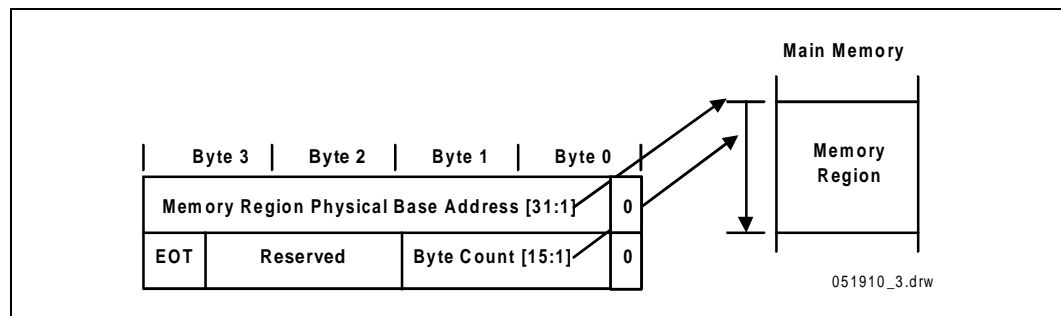 Main Memory
Byte 3 Byte 2 Byte 1 Byte 0
Memory
Region
Memory Region Physical Base Address [31:1] 0
EOT Reserved Byte Count [15:1] 0
051910_3.drw